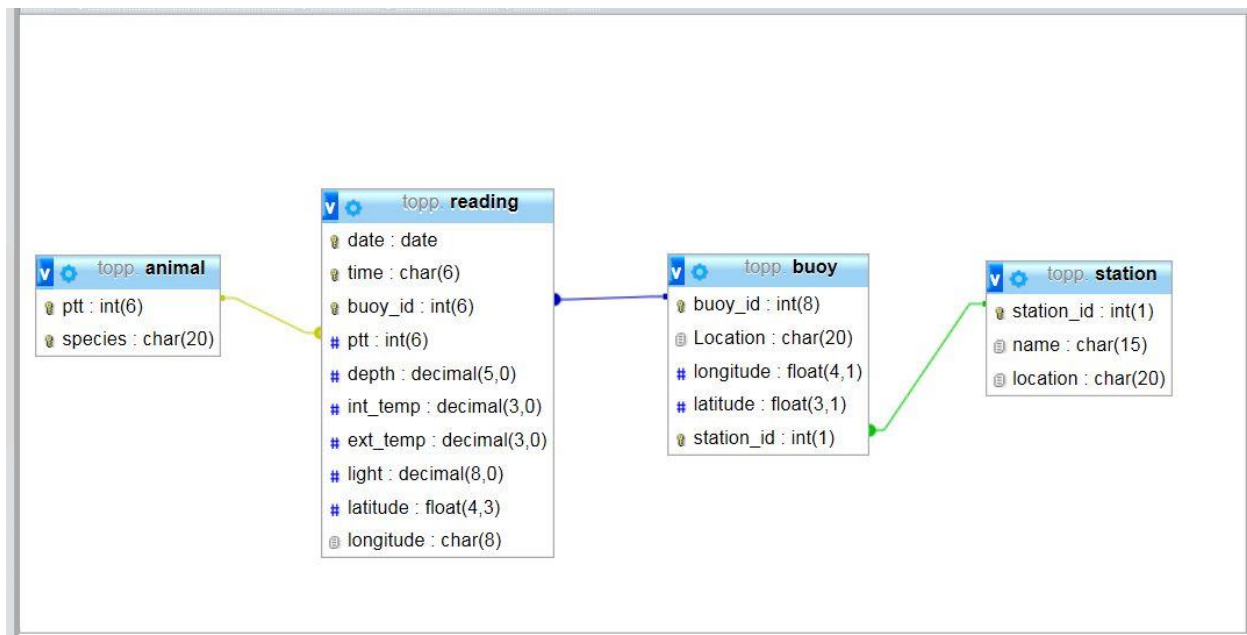 topp. animal
ptt : int(6)
species : char(20)
topp. reading
date : date
time : char(6)
buoy_id : int(6)
# ptt : int(6)
# depth : decimal(5,0)
# int_temp : decimal(3,0)
# ext_temp : decimal(3,0)
# light : decimal(8,0)
# latitude : float(4,3)
longitude : char(8)
topp. buoy
buoy_id : int(8)
Location : char(20)
# longitude : float(4,1)
# latitude : float(3,1)
station_id : int(1)
topp. station
station_id : int(1)
name : char(15)
location : char(20)